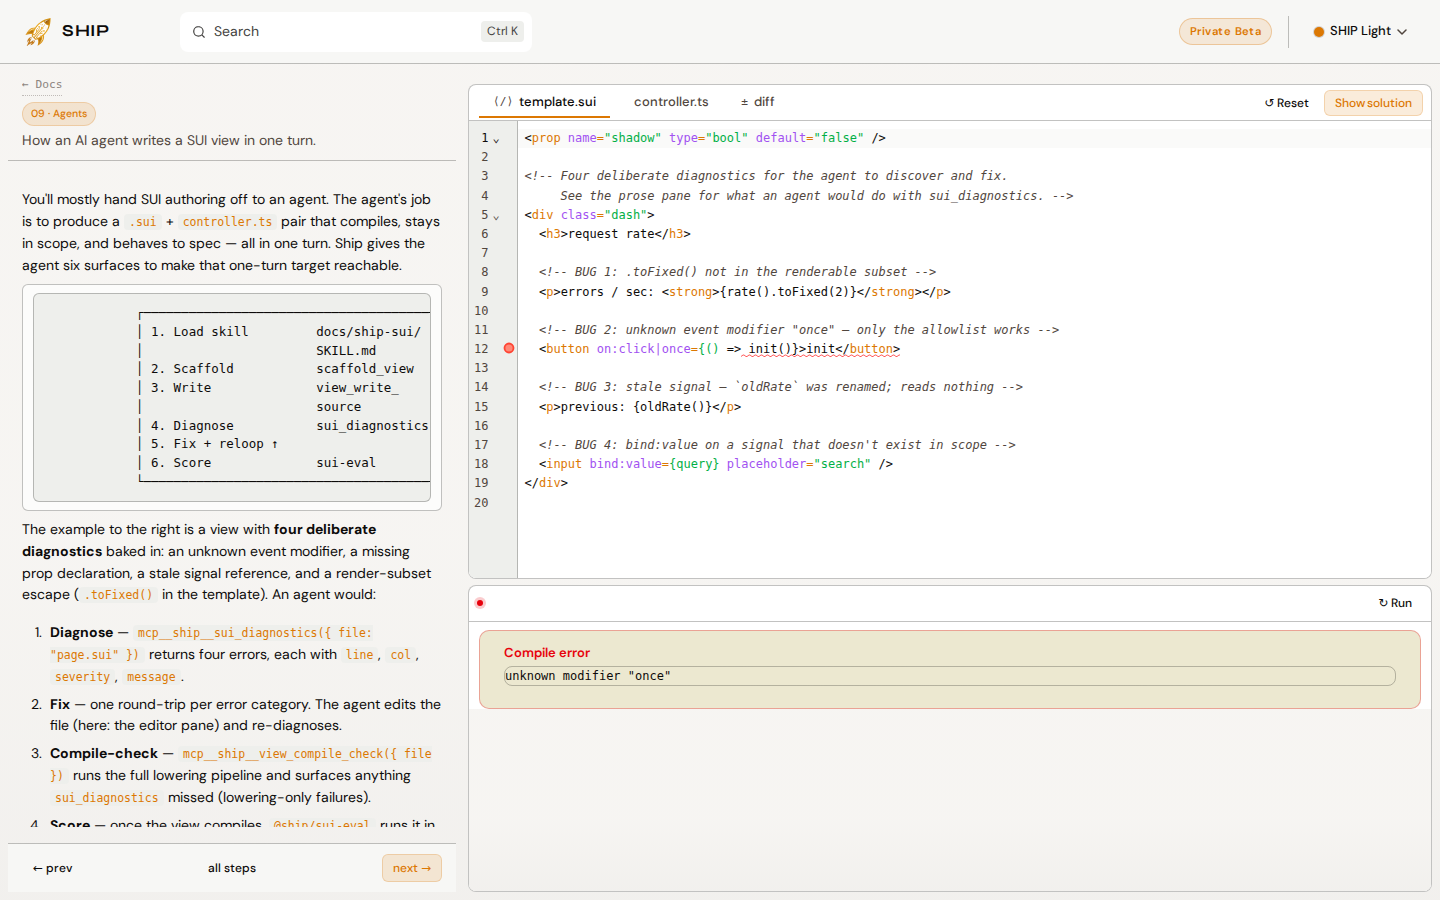 SHIP
Search
Ctrl K
Private Beta
SHIP Light
← Docs
09 · Agents
How an AI agent writes a SUI view in one turn.
You'll mostly hand SUI authoring off to an agent. The agent's job
is to produce a .sui + controller.ts pair that compiles, stays
in scope, and behaves to spec — all in one turn. Ship gives the
agent six surfaces to make that one-turn target reachable.
1. Load skill docs/ship-sui/
SKILL.md
2. Scaffold scaffold_view
3. Write view_write_
source
4. Diagnose sui_diagnostics
5. Fix + reloop ↑
6. Score sui-eval
The example to the right is a view with four deliberate
diagnostics baked in: an unknown event modifier, a missing
prop declaration, a stale signal reference, and a render-subset
escape ( .toFixed() in the template). An agent would:
1. Diagnose — mcp__ship__sui_diagnostics({ file:
"page.sui" }) returns four errors, each with line , col ,
severity , message .
2. Fix — one round-trip per error category. The agent edits the
file (here: the editor pane) and re-diagnoses.
3. Compile-check — mcp__ship__view_compile_check({ file
}) runs the full lowering pipeline and surfaces anything
sui_diagnostics missed (lowering-only failures).
4. Score — once the view compiles, @ship/sui-eval runs it in
← prev
all steps
next →
template.sui
controller.ts
± diff
↺ Reset
Show solution
1 <prop name="shadow" type="bool" default="false" />
2
3 <!-- Four deliberate diagnostics for the agent to discover and fix.
4 See the prose pane for what an agent would do with sui_diagnostics. -->
5 <div class="dash">
6 <h3>request rate</h3>
7
8 <!-- BUG 1: .toFixed() not in the renderable subset -->
9 <p>errors / sec: <strong>{rate().toFixed(2)}</strong></p>
10
11 <!-- BUG 2: unknown event modifier "once" — only the allowlist works -->
12 <button on:click|once={() => init()}>init</button>
13
14 <!-- BUG 3: stale signal — `oldRate` was renamed; reads nothing -->
15 <p>previous: {oldRate()}</p>
16
17 <!-- BUG 4: bind:value on a signal that doesn't exist in scope -->
18 <input bind:value={query} placeholder="search" />
19 </div>
20
↻ Run
Compile error
unknown modifier "once"